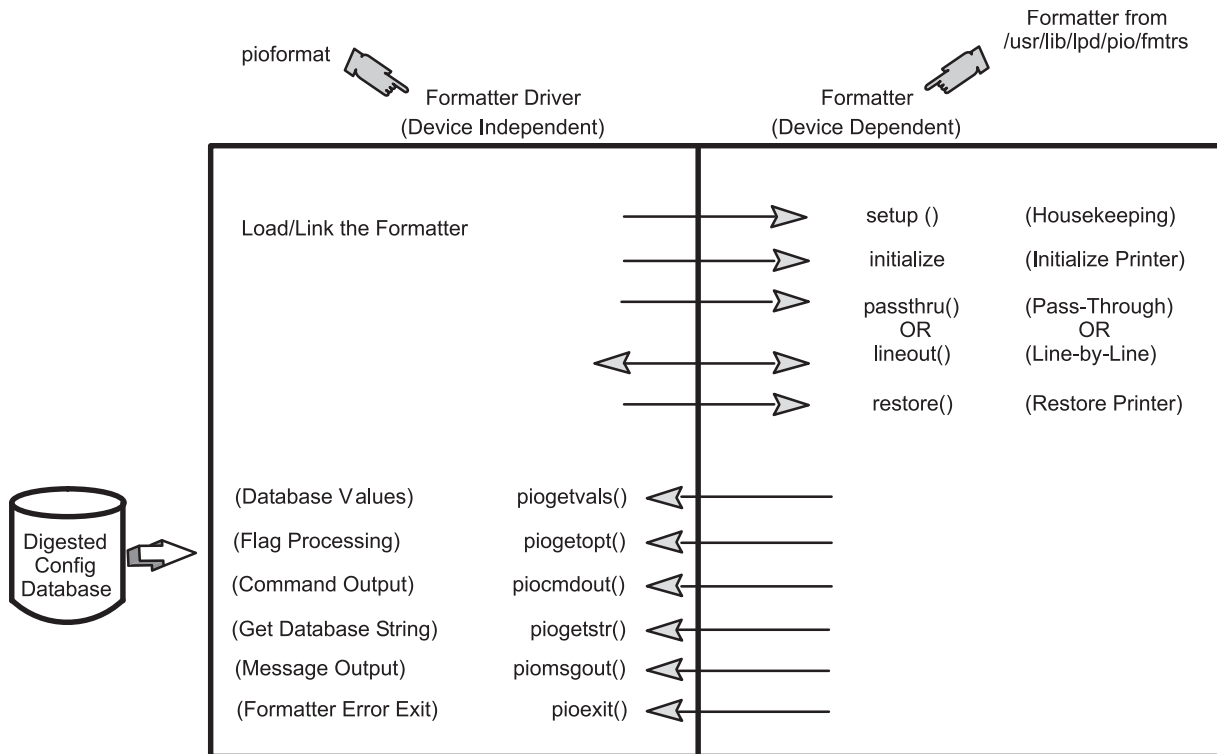 Formatter from
/usr/lib/lpd/pio/fmtrs
pioformat
Formatter Driver
(Device Independent)
Formatter
(Device Dependent)
Load/Link the Formatter
setup () (Housekeeping)
initialize (Initialize Printer)
passthru() (Pass-Through)
OR OR
lineout() (Line-by-Line)
restore() (Restore Printer)
Digested
Config
Database
(Database Values) piogetvals()
(Flag Processing) piogetopt()
(Command Output) piocmdout()
(Get Database String) piogetstr()
(Message Output) piomsgout()
(Formatter Error Exit) pioexit()